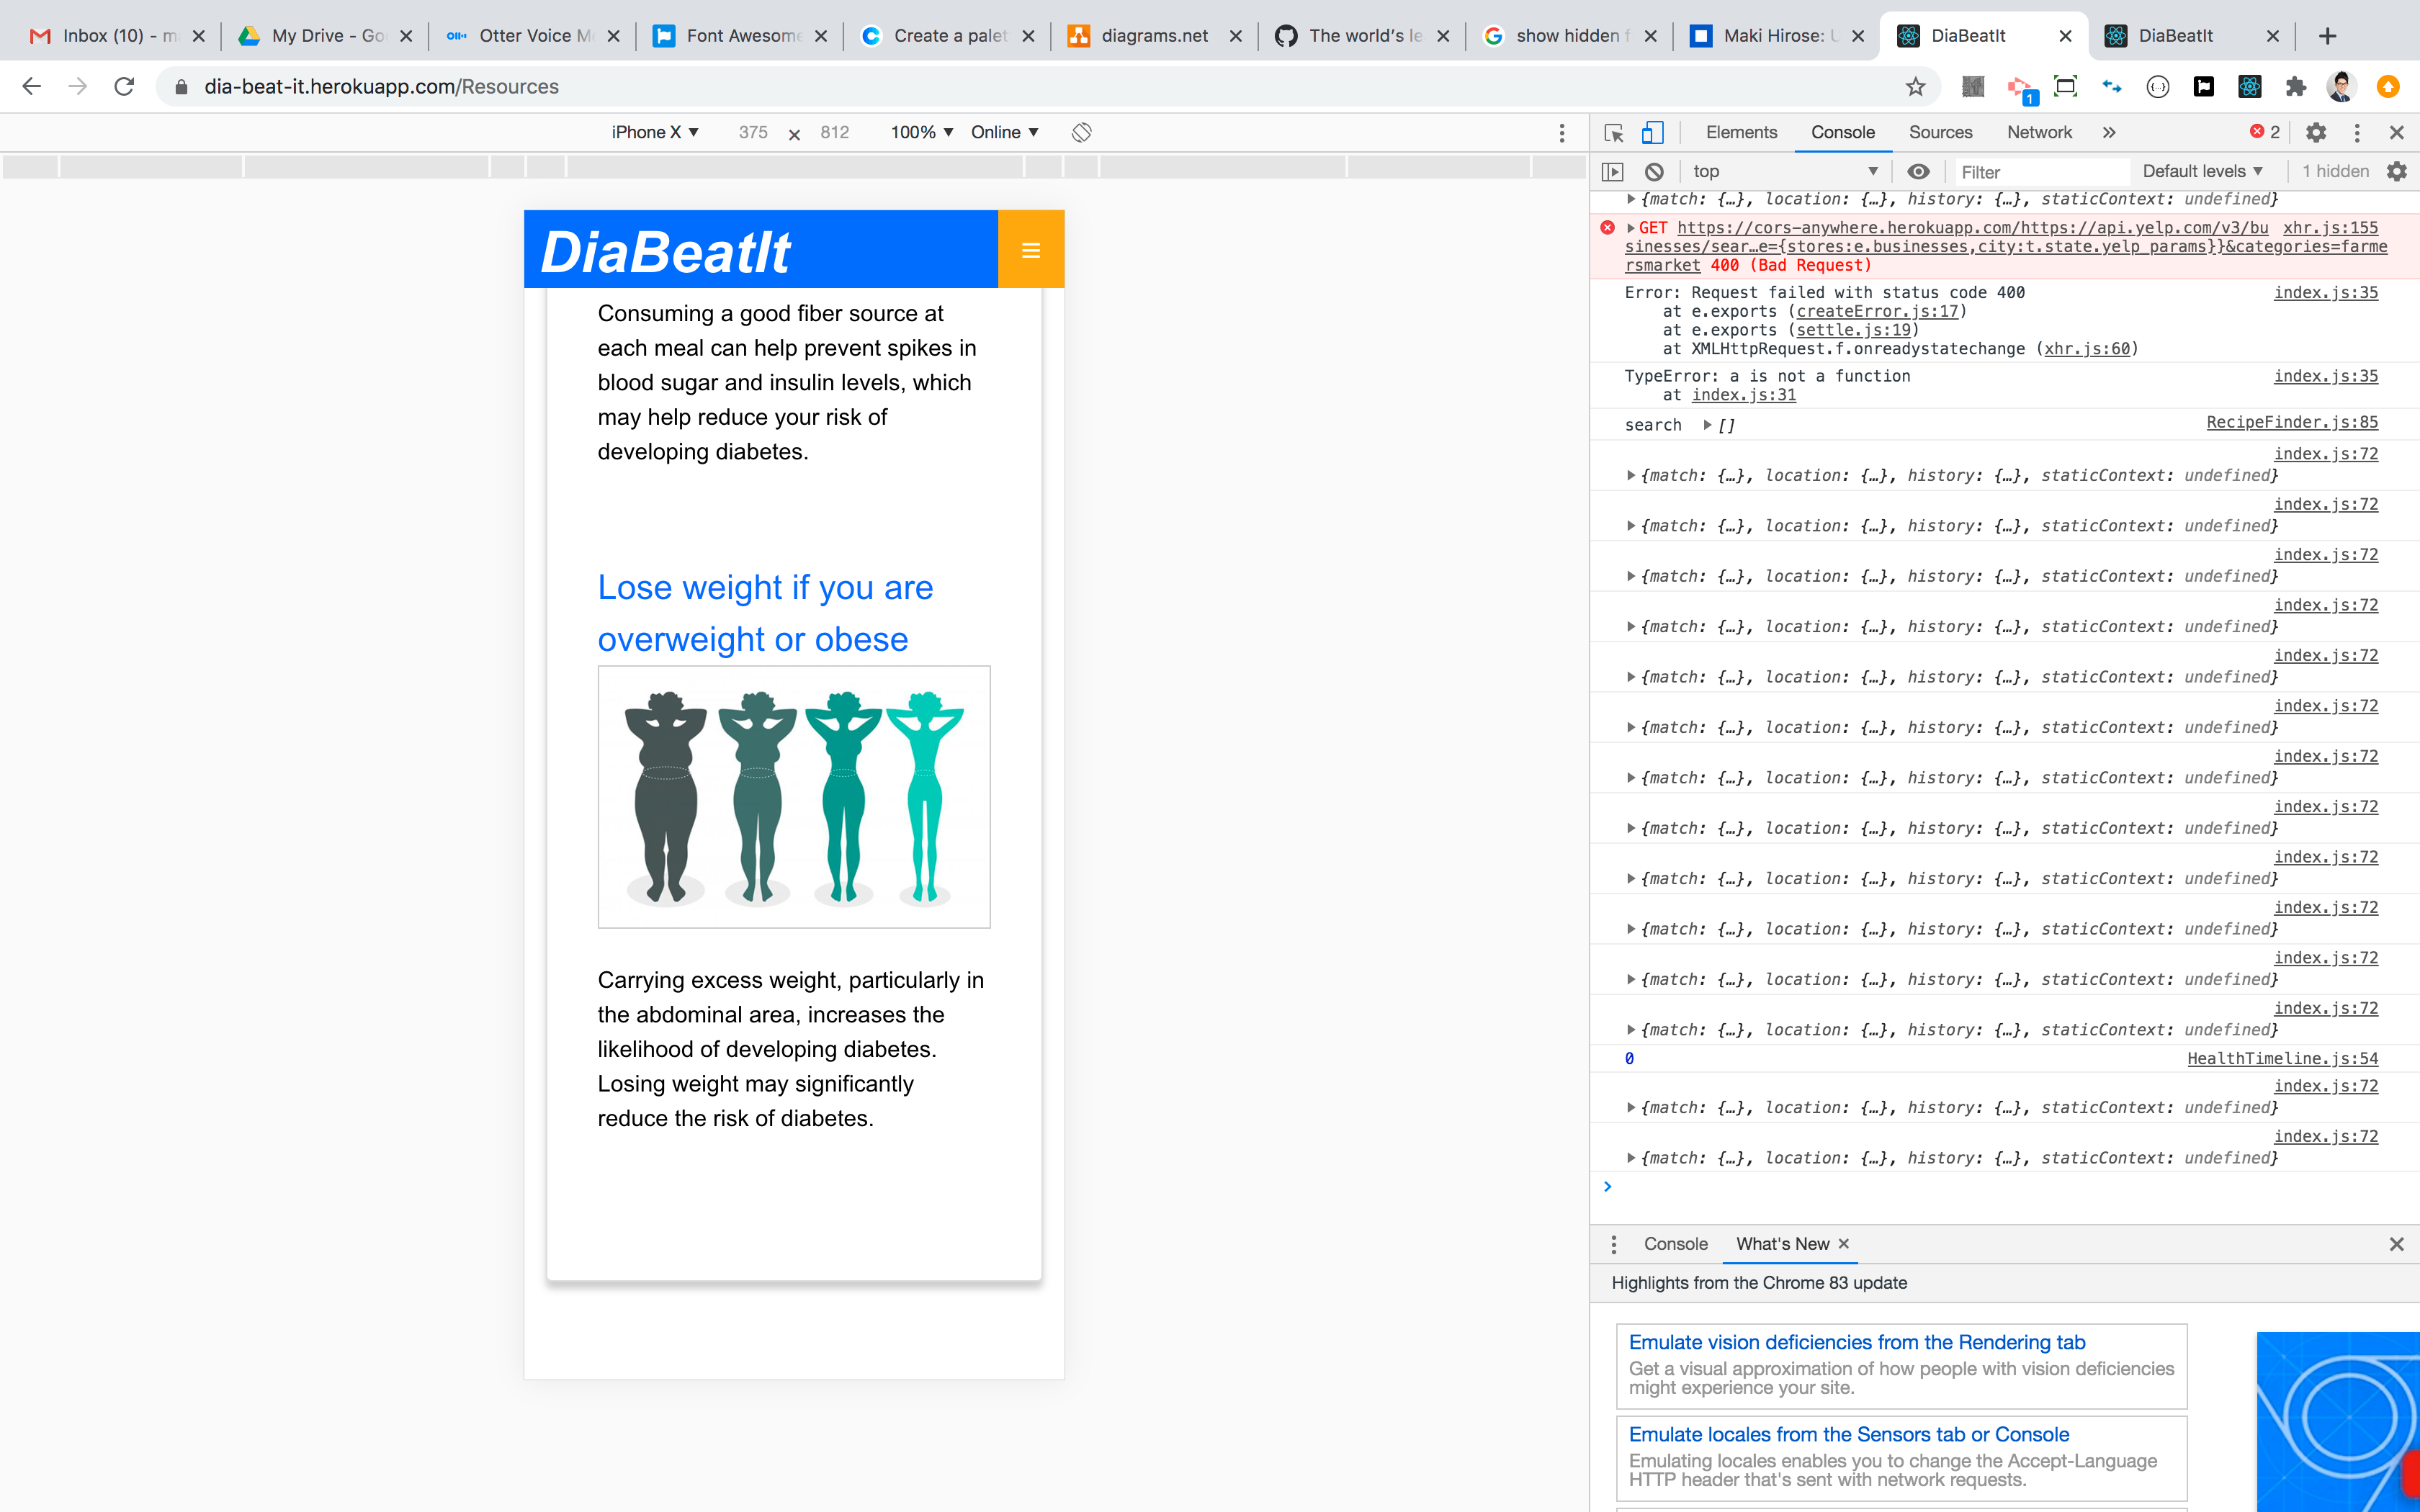 Inbox (10) - m
My Drive - Go
Otter Voice M
Font Awesome
Create a palet
diagrams.net
The world's le
show hidden f
Maki Hirose: U
DiaBeatIt
DiaBeatIt
dia-beat-it.herokuapp.com/Resources
1
iPhone X ▼ 375 × 812 100% ▼ Online ▼
Elements Console Sources Network » 2
top ▼ Filter Default levels ▼ 1 hidden
DiaBeatIt
Consuming a good fiber source at
each meal can help prevent spikes in
blood sugar and insulin levels, which
may help reduce your risk of
developing diabetes.
Lose weight if you are
overweight or obese
Carrying excess weight, particularly in
the abdominal area, increases the
likelihood of developing diabetes.
Losing weight may significantly
reduce the risk of diabetes.
{match: {…}, location: {…}, history: {…}, staticContext: undefined}
GET https://cors-anywhere.herokuapp.com/https://api.yelp.com/v3/bu xhr.js:155
sinesses/sear…e={stores:e.businesses,city:t.state.yelp_params}}&categories=farme
rsmarket 400 (Bad Request)
Error: Request failed with status code 400 index.js:35
at e.exports (createError.js:17)
at e.exports (settle.js:19)
at XMLHttpRequest.f.onreadystatechange (xhr.js:60)
TypeError: a is not a function index.js:35
at index.js:31
search ▶ [] RecipeFinder.js:85
index.js:72
{match: {…}, location: {…}, history: {…}, staticContext: undefined}
index.js:72
{match: {…}, location: {…}, history: {…}, staticContext: undefined}
index.js:72
{match: {…}, location: {…}, history: {…}, staticContext: undefined}
index.js:72
{match: {…}, location: {…}, history: {…}, staticContext: undefined}
index.js:72
{match: {…}, location: {…}, history: {…}, staticContext: undefined}
index.js:72
{match: {…}, location: {…}, history: {…}, staticContext: undefined}
index.js:72
{match: {…}, location: {…}, history: {…}, staticContext: undefined}
index.js:72
{match: {…}, location: {…}, history: {…}, staticContext: undefined}
index.js:72
{match: {…}, location: {…}, history: {…}, staticContext: undefined}
index.js:72
{match: {…}, location: {…}, history: {…}, staticContext: undefined}
index.js:72
{match: {…}, location: {…}, history: {…}, staticContext: undefined}
index.js:72
{match: {…}, location: {…}, history: {…}, staticContext: undefined}
0 HealthTimeline.js:54
index.js:72
{match: {…}, location: {…}, history: {…}, staticContext: undefined}
index.js:72
{match: {…}, location: {…}, history: {…}, staticContext: undefined}
Console What's New
Highlights from the Chrome 83 update
Emulate vision deficiencies from the Rendering tab
Get a visual approximation of how people with vision deficiencies
might experience your site.
Emulate locales from the Sensors tab or Console
Emulating locales enables you to change the Accept-Language
HTTP header that's sent with network requests.